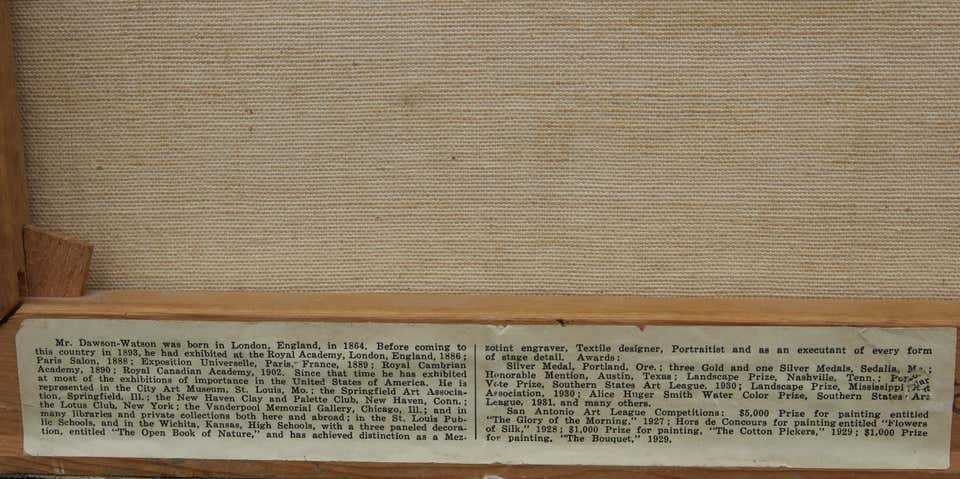 Mr. Dawson-Watson was born in London, England, in 1864. Before coming to
this country in 1893, he had exhibited at the Royal Academy, London, England, 1886;
Paris Salon, 1888; Exposition Universelle, Paris, France, 1889; Royal Cambrian
Academy, 1890; Royal Canadian Academy, 1902. Since that time he has exhibited
at most of the exhibitions of importance in the United States of America. He is
represented in the City Art Museum, St. Louis, Mo.; the Springfield Art Associa-
tion, Springfield, Ill.; the New Haven Clay and Palette Club, New Haven, Conn.;
the Lotus Club, New York; the Vanderpool Memorial Gallery, Chicago, Ill.; and in
many libraries and private collections both here and abroad; in the St. Louis Pub-
lic Schools, and in the Wichita, Kansas, High Schools, with a three paneled decora-
tion, entitled "The Open Book of Nature," and has achieved distinction as a Mez-
zotint engraver, Textile designer, Portraitist and as an executant of every form
of stage detail. Awards:
Silver Medal, Portland, Ore.; three Gold and one Silver Medals, Sedalia, Mo.;
Honorable Mention, Austin, Texas; Landscape Prize, Nashville, Tenn.;
Vote Prize, Southern States Art League, 1930; Landscape Prize, Mississippi Art
Association, 1930; Alice Huger Smith Water Color Prize, Southern States Art
League, 1931, and many others.
San Antonio Art League Competitions: $5,000 Prize for painting entitled
"The Glory of the Morning," 1927; Hors de Concours for painting entitled "Flowers
of Silk," 1928; $1,000 Prize for painting, "The Cotton Pickers," 1929; $1,000 Prize
for painting, "The Bouquet," 1929.